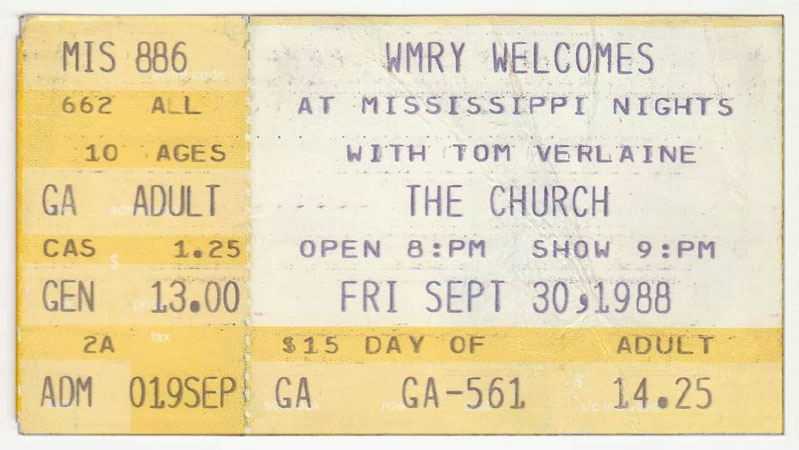 MIS 886
662 ALL
10 AGES
GA ADULT
CAS 1.25
GEN 13.00
2A
ADM 019SEP
WMRY WELCOMES
AT MISSISSIPPI NIGHTS
WITH TOM VERLAINE
THE CHURCH
OPEN 8:PM SHOW 9:PM
FRI SEPT 30,1988
$15 DAY OF ADULT
GA GA-561 14.25
$
tax
$